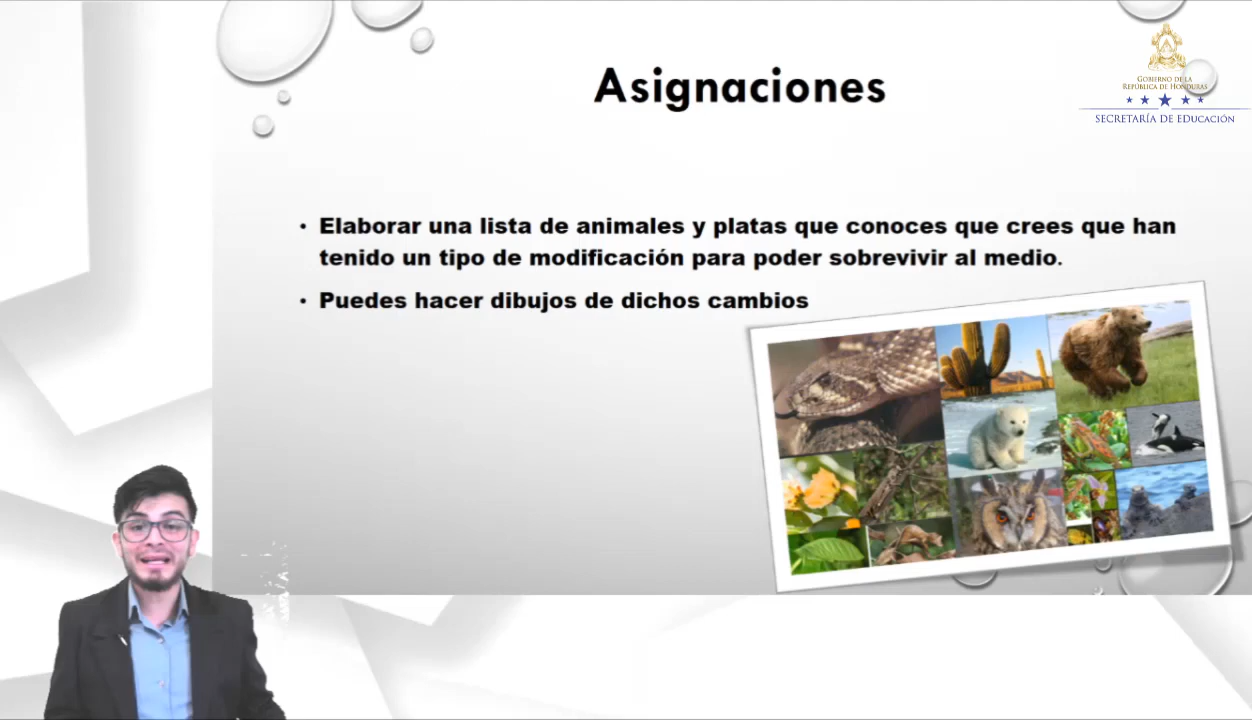 Asignaciones
GOBIERNO DE LA
REPÚBLICA DE HONDURAS
SECRETARÍA DE EDUCACIÓN
• Elaborar una lista de animales y platas que conoces que crees que han
tenido un tipo de modificación para poder sobrevivir al medio.
• Puedes hacer dibujos de dichos cambios